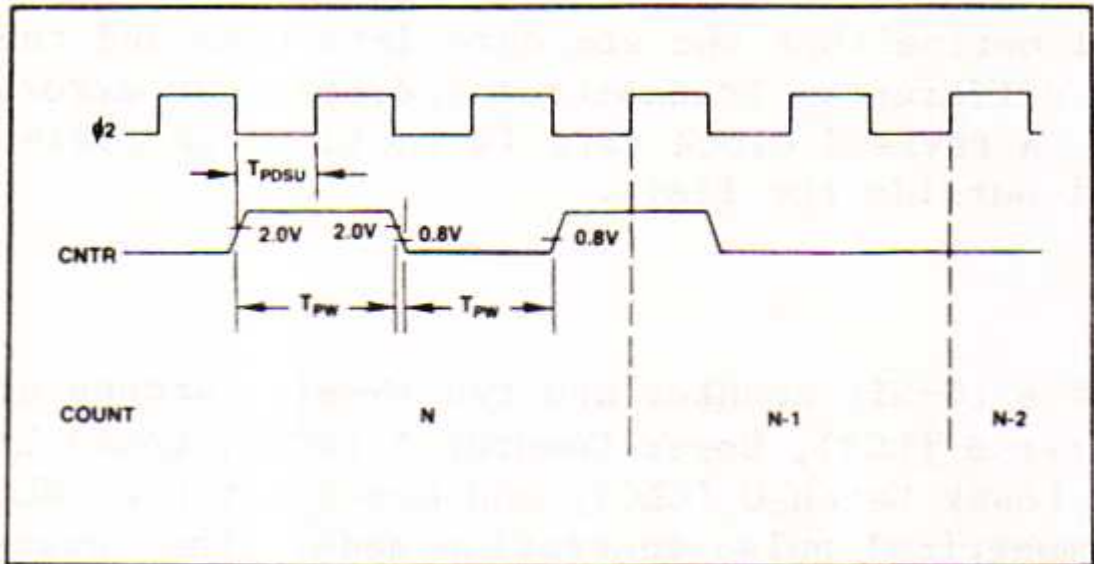 ϕ2
T_PDSU
2.0V 2.0V 0.8V 0.8V
CNTR
T_PW T_PW
COUNT N N-1 N-2